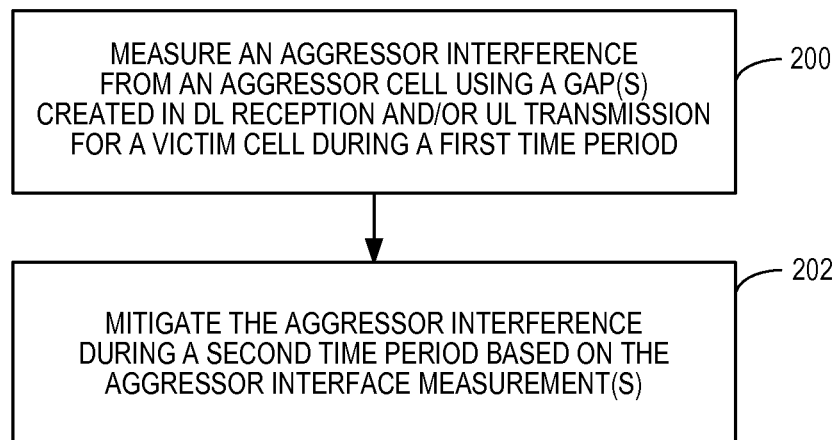 MEASURE AN AGGRESSOR INTERFERENCE
FROM AN AGGRESSOR CELL USING A GAP(S)
CREATED IN DL RECEPTION AND/OR UL TRANSMISSION
FOR A VICTIM CELL DURING A FIRST TIME PERIOD
200
MITIGATE THE AGGRESSOR INTERFERENCE
DURING A SECOND TIME PERIOD BASED ON THE
AGGRESSOR INTERFACE MEASUREMENT(S)
202